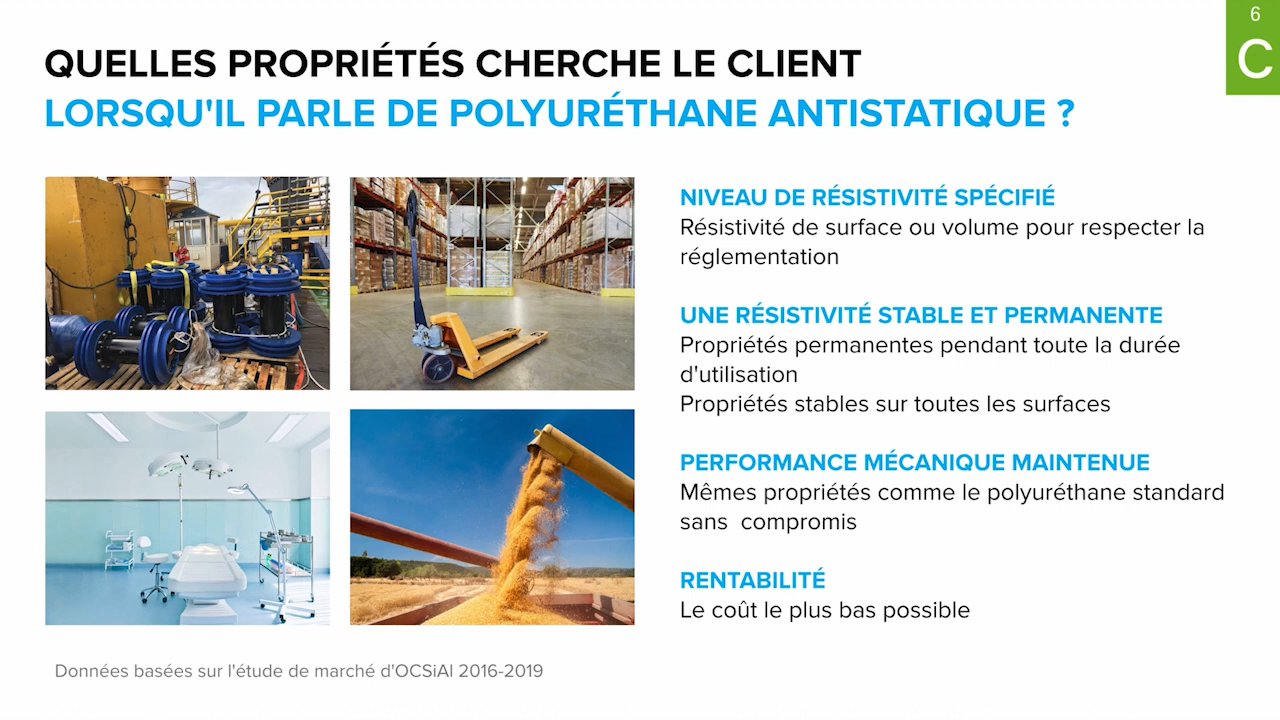 6
C
QUELLES PROPRIÉTÉS CHERCHE LE CLIENT
LORSQU'IL PARLE DE POLYURÉTHANE ANTISTATIQUE ?
NIVEAU DE RÉSISTIVITÉ SPÉCIFIÉ
Résistivité de surface ou volume pour respecter la
réglementation
UNE RÉSISTIVITÉ STABLE ET PERMANENTE
Propriétés permanentes pendant toute la durée
d'utilisation
Propriétés stables sur toutes les surfaces
PERFORMANCE MÉCANIQUE MAINTENUE
Mêmes propriétés comme le polyuréthane standard
sans  compromis
RENTABILITÉ
Le coût le plus bas possible
Données basées sur l'étude de marché d'OCSiAl 2016-2019